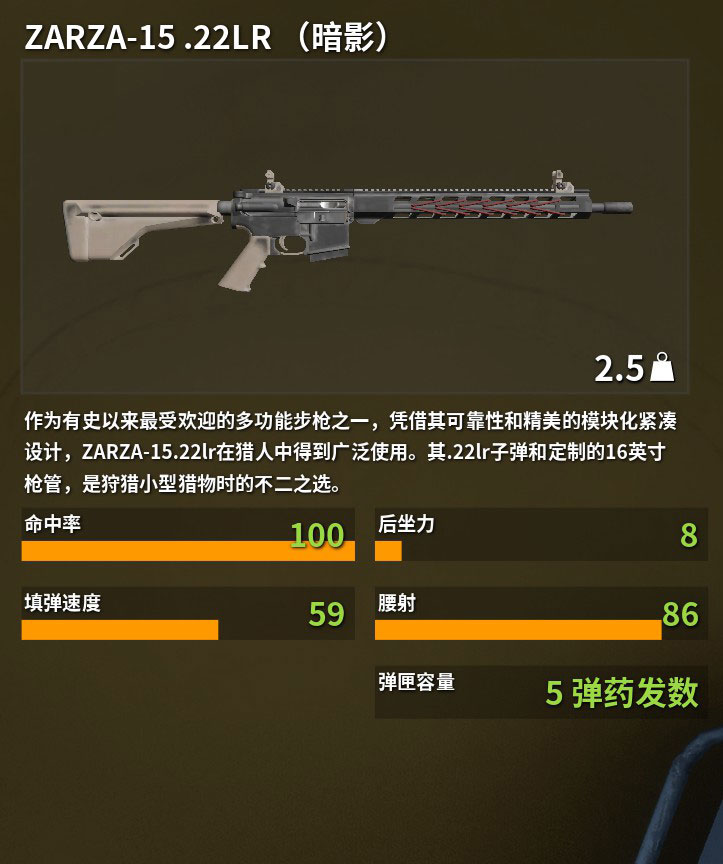 ZARZA-15 .22LR （暗影）
2.5
作为有史以来最受欢迎的多功能步枪之一，凭借其可靠性和精美的模块化紧凑
设计，ZARZA-15.22lr在猎人中得到广泛使用。其.22lr子弹和定制的16英寸
枪管，是狩猎小型猎物时的不二之选。
命中率 100
后坐力 8
填弹速度 59
腰射 86
弹匣容量 5 弹药发数